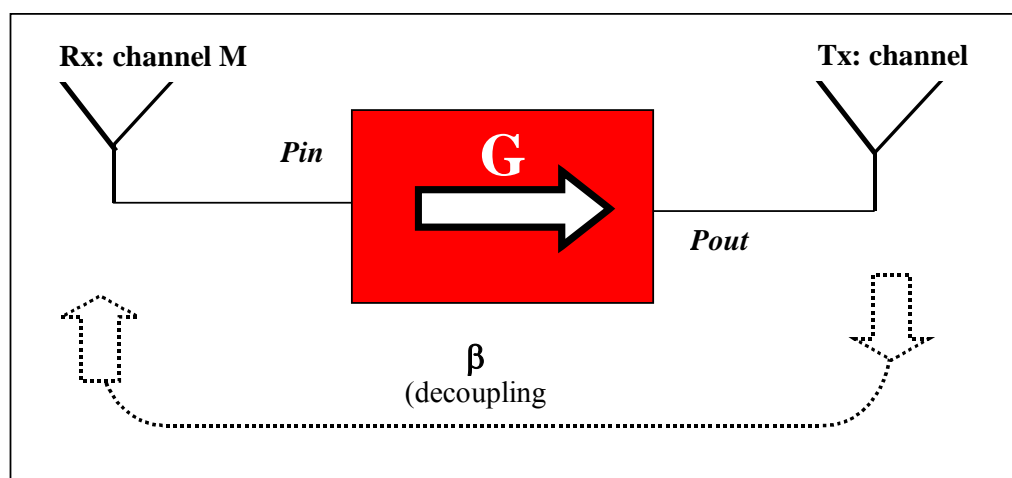 Rx: channel M
Tx: channel
Pin
G
Pout
β
(decoupling